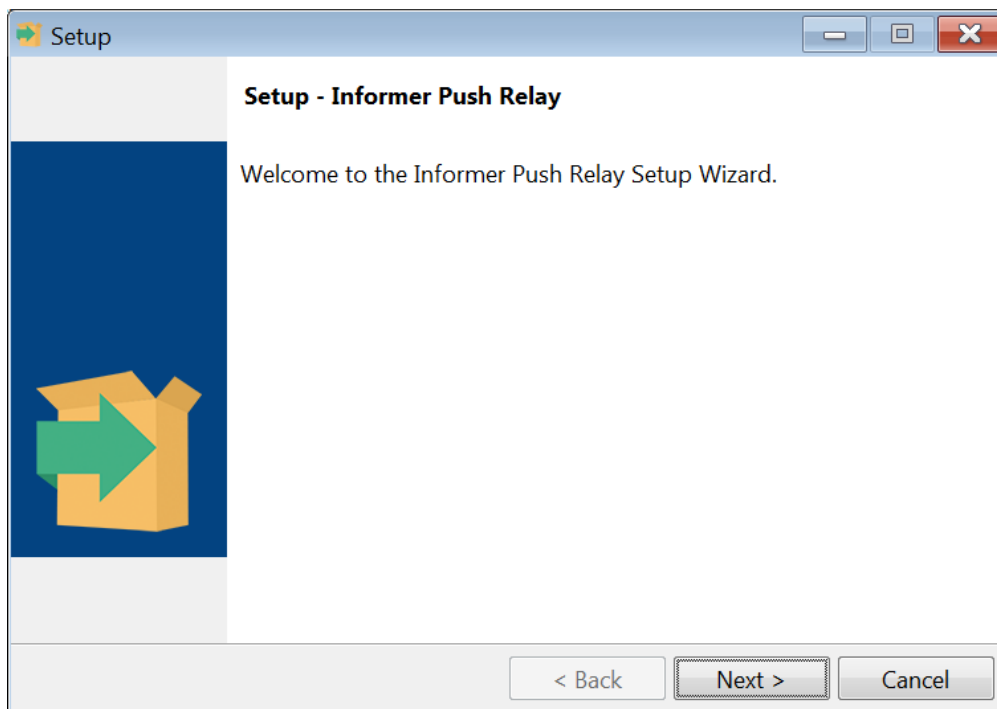 Setup
Setup - Informer Push Relay
Welcome to the Informer Push Relay Setup Wizard.
< Back Next > Cancel